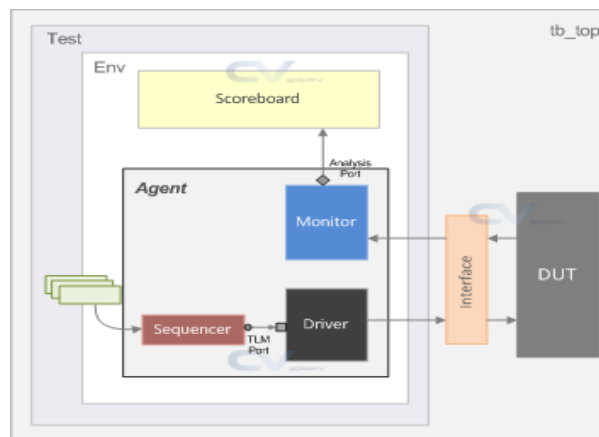 tb_top
Test
Env
Scoreboard
Analysis
Port
Agent
Monitor
Interface
DUT
Sequencer
TLM
Port
Driver